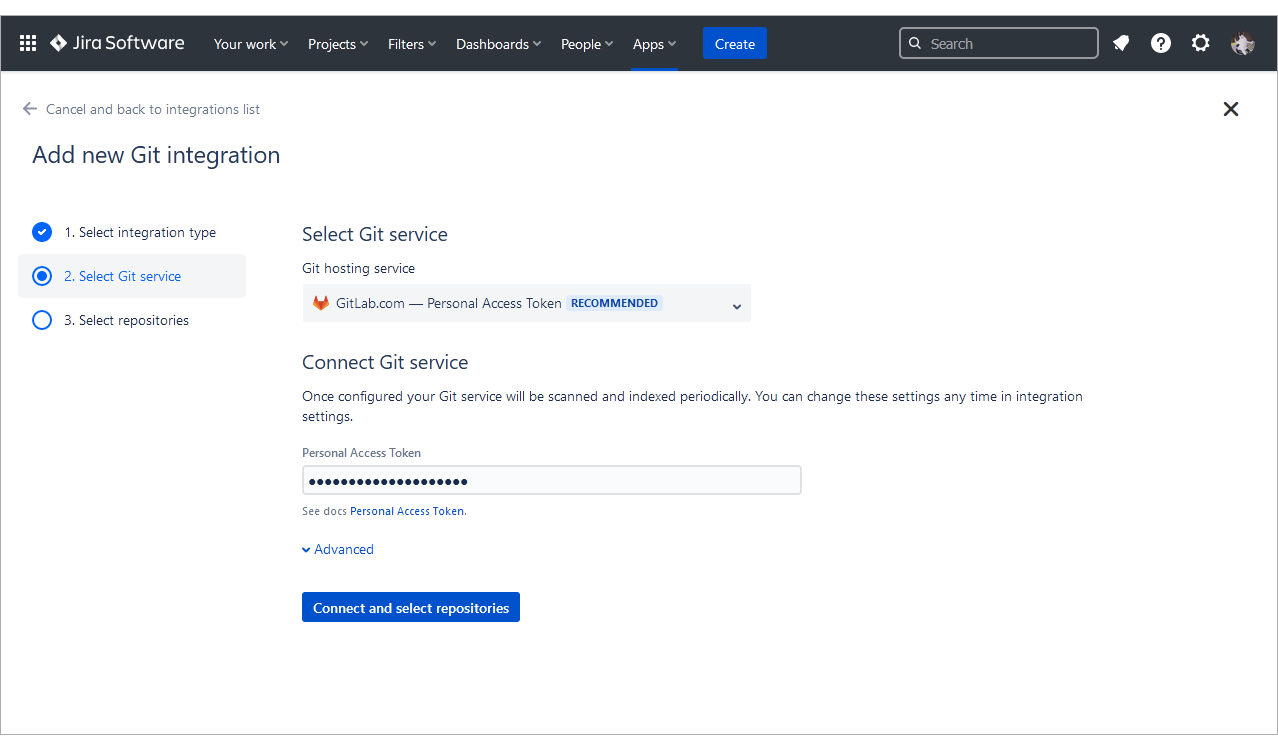 Jira Software Your work Projects Filters Dashboards People Apps Create Search
Cancel and back to integrations list
Add new Git integration
1. Select integration type
2. Select Git service
3. Select repositories
Select Git service
Git hosting service
GitLab.com — Personal Access Token RECOMMENDED
Connect Git service
Once configured your Git service will be scanned and indexed periodically. You can change these settings any time in integration
settings.
Personal Access Token
••••••••••••••••••••
See docs Personal Access Token.
Advanced
Connect and select repositories